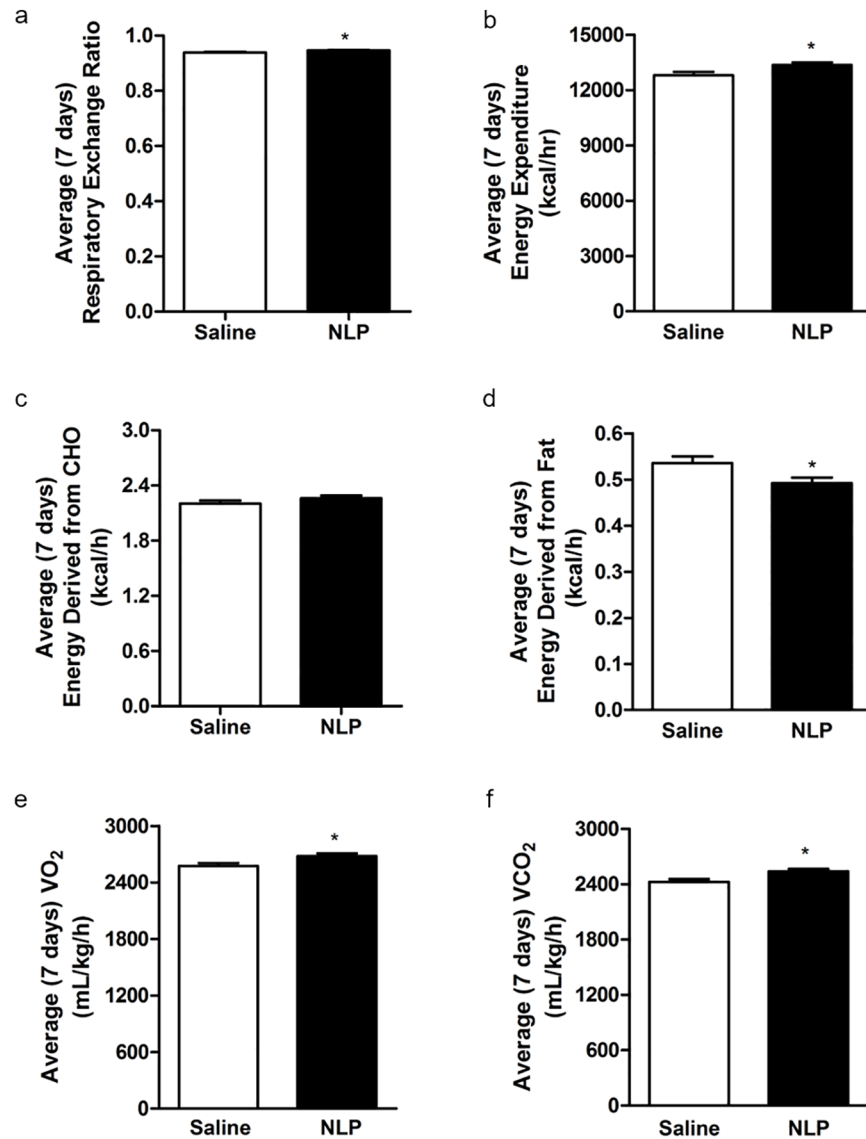 a
Average (7 days)
Respiratory Exchange Ratio
1.0
0.8
0.6
0.4
0.2
0.0
*
Saline NLP
b
Average (7 days)
Energy Expenditure
(kcal/hr)
15000
12000
9000
6000
3000
0
*
Saline NLP
c
Average (7 days)
Energy Derived from CHO
(kcal/h)
3.0
2.4
1.8
1.2
0.6
0.0
Saline NLP
d
Average (7 days)
Energy Derived from Fat
(kcal/h)
0.6
0.5
0.4
0.3
0.2
0.1
0.0
*
Saline NLP
e
Average (7 days) VO₂
(mL/kg/h)
3000
2400
1800
1200
600
0
*
Saline NLP
f
Average (7 days) VCO₂
(mL/kg/h)
3000
2400
1800
1200
600
0
*
Saline NLP